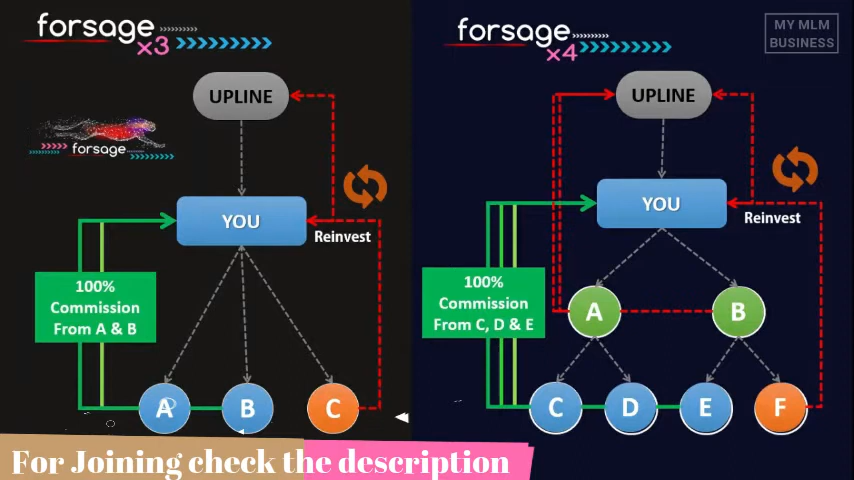 forsage
x3
UPLINE
forsage
YOU
Reinvest
100%
Commission
From A & B
A
B
C
forsage
x4
MY MLM
BUSINESS
UPLINE
YOU
Reinvest
100%
Commission
From C, D & E
A
B
C
D
E
F
For Joining check the description